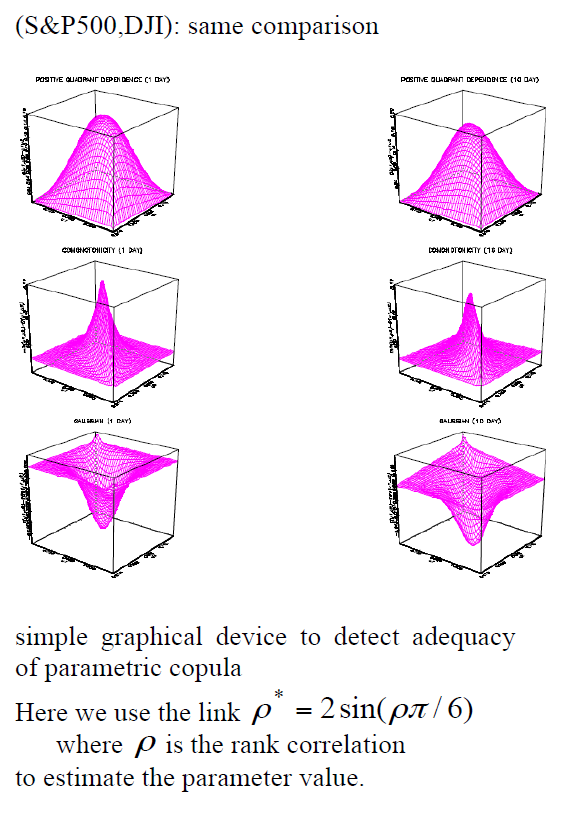 (S&P500,DJI): same comparison
POSITIVE QUADRANT DEPENDENCE (1 DAY)
POSITIVE QUADRANT DEPENDENCE (10 DAY)
COMONOTONICITY (1 DAY)
COMONOTONICITY (10 DAY)
GAUSSIAN (1 DAY)
GAUSSIAN (10 DAY)
simple graphical device to detect adequacy
of parametric copula
Here we use the link ρ* = 2 sin(ρπ / 6)
where ρ is the rank correlation
to estimate the parameter value.